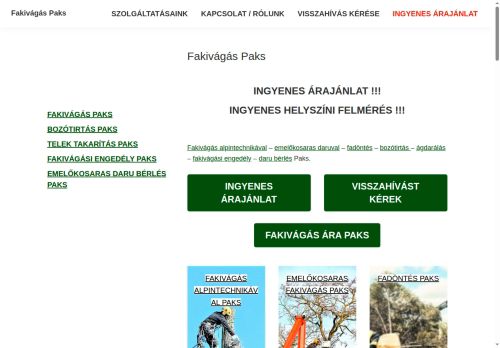 Fakivágás Paks
SZOLGÁLTATÁSAINK
KAPCSOLAT / RÓLUNK
VISSZAHÍVÁS KÉRÉSE
INGYENES ÁRAJÁNLAT
FAKIVÁGÁS PAKS
BOZÓTIRTÁS PAKS
TELEK TAKARÍTÁS PAKS
FAKIVÁGÁSI ENGEDÉLY PAKS
EMELŐKOSARAS DARU BÉRLÉS
PAKS
Fakivágás Paks
INGYENES ÁRAJÁNLAT !!!
INGYENES HELYSZÍNI FELMÉRÉS !!!
Fakivágás alpintechnikával – emelőkosaras daruval – fadöntés – bozótirtás – ágdarálás
– fakivágási engedély – daru bérlés Paks.
INGYENES
ÁRAJÁNLAT
VISSZAHÍVÁST
KÉREK
FAKIVÁGÁS ÁRA PAKS
FAKIVÁGÁS
ALPINTECHNIKÁV
AL PAKS
EMELŐKOSARAS
FAKIVÁGÁS PAKS
FADÖNTÉS PAKS